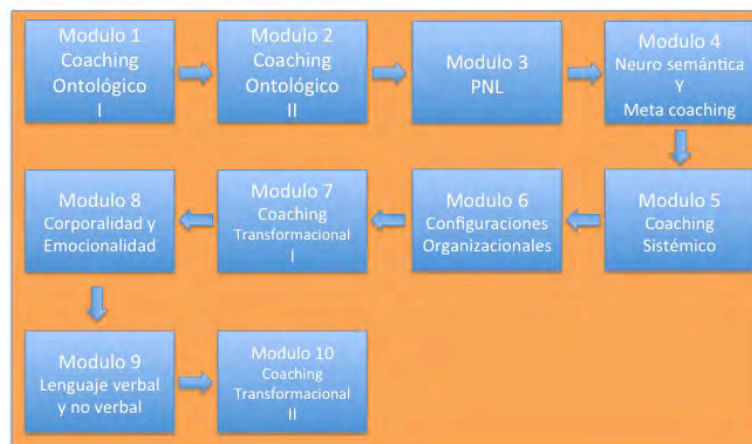 Modulo 1
Coaching
Ontológico
I
Modulo 2
Coaching
Ontológico
II
Modulo 3
PNL
Modulo 4
Neuro semántica
Y
Meta coaching
Modulo 5
Coaching
Sistémico
Modulo 6
Configuraciones
Organizacionales
Modulo 7
Coaching
Transformacional
I
Modulo 8
Corporalidad y
Emocionalidad
Modulo 9
Lenguaje verbal
y no verbal
Modulo 10
Coaching
Transformacional
II